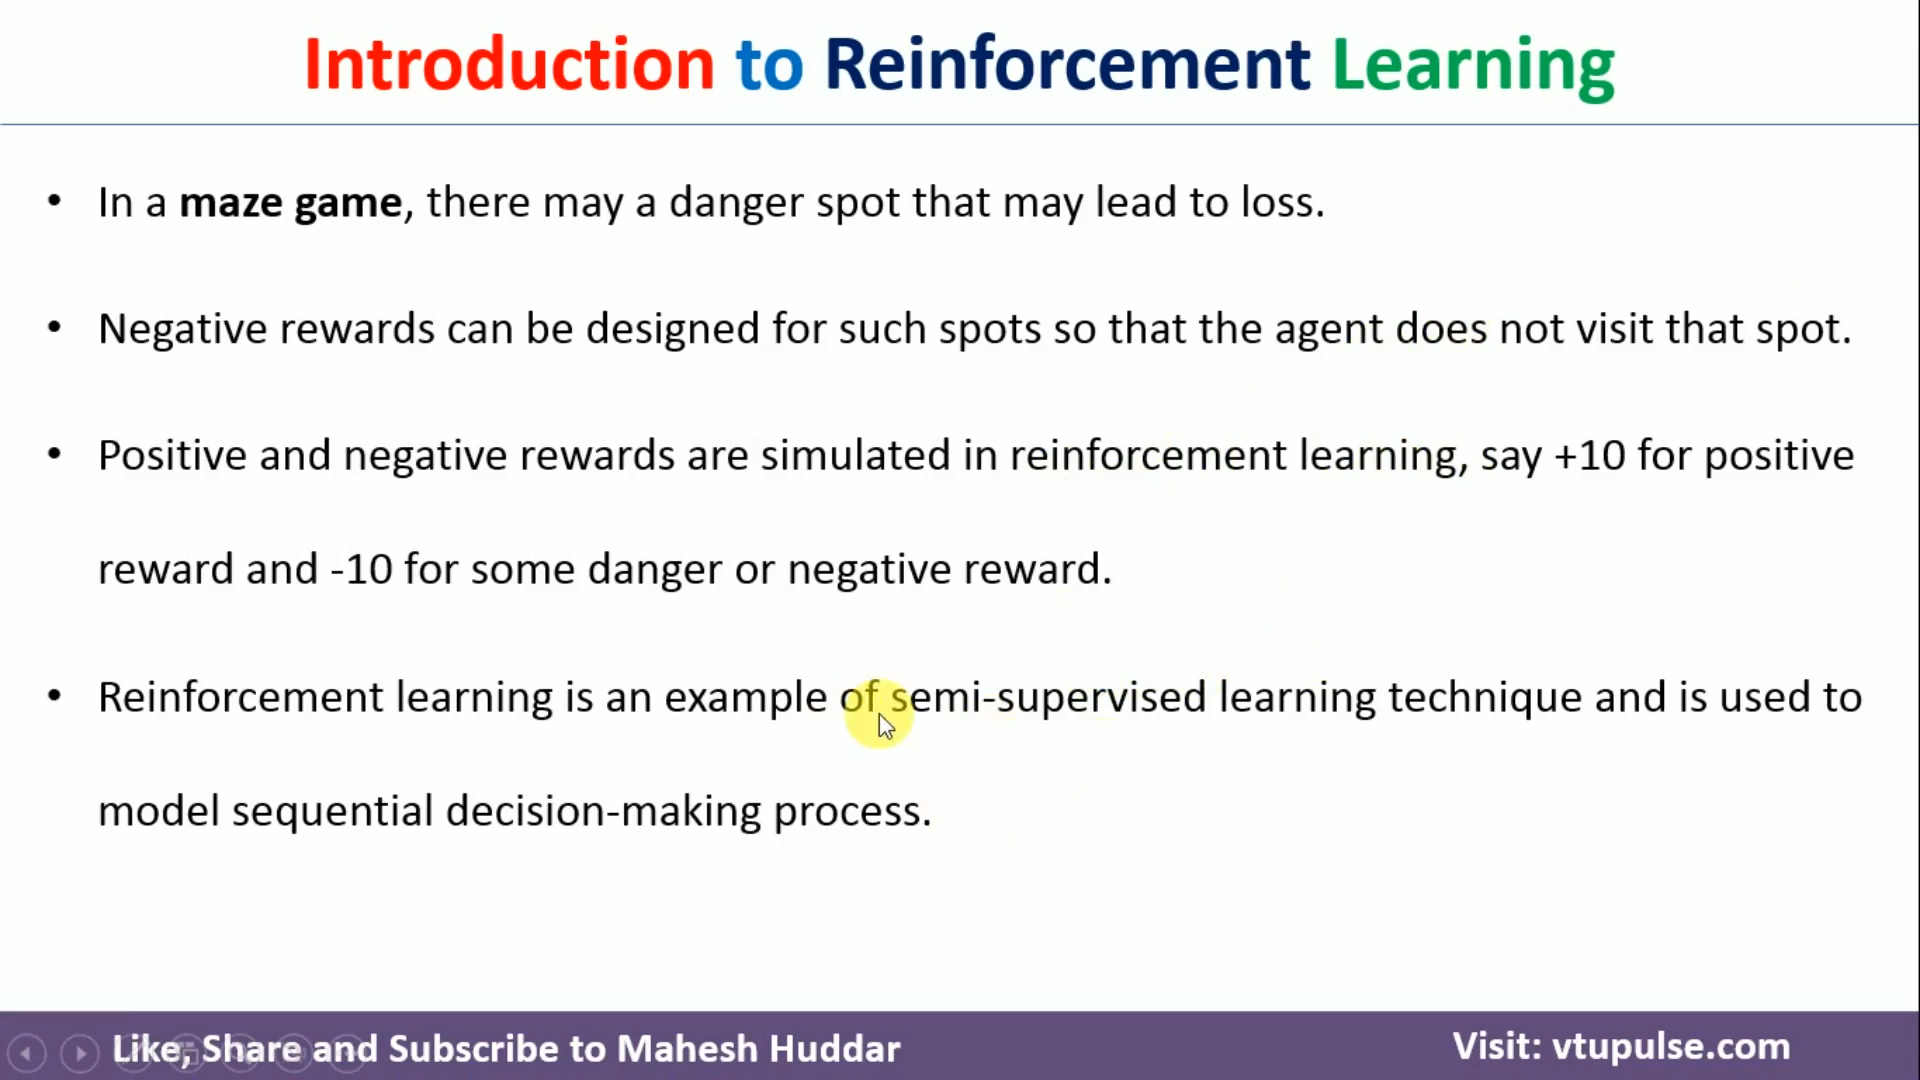 Introduction to Reinforcement Learning
• In a maze game, there may a danger spot that may lead to loss.
• Negative rewards can be designed for such spots so that the agent does not visit that spot.
• Positive and negative rewards are simulated in reinforcement learning, say +10 for positive
reward and -10 for some danger or negative reward.
• Reinforcement learning is an example of semi-supervised learning technique and is used to
model sequential decision-making process.
Like, Share and Subscribe to Mahesh Huddar
Visit: vtupulse.com